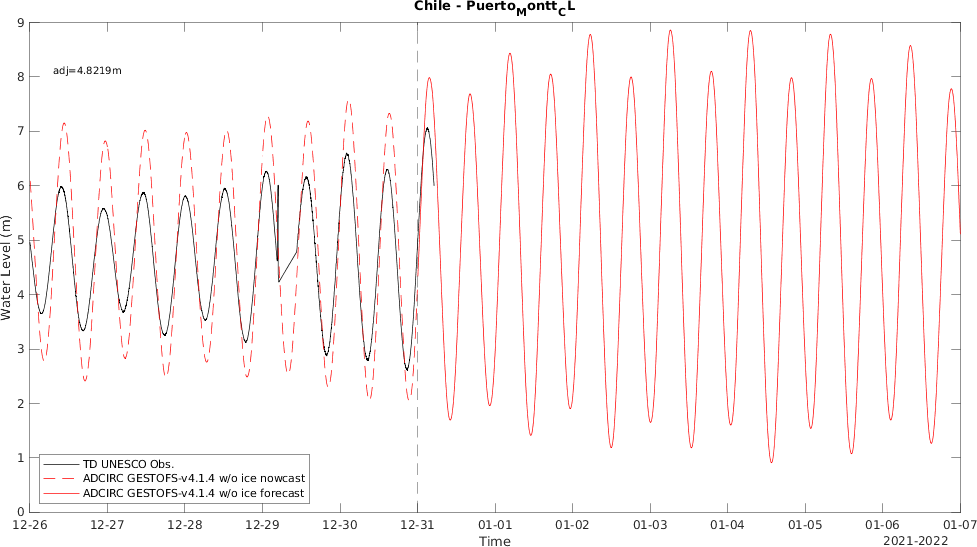 Chile - PuertoMonttCL
adj=4.8219m
9
8
7
6
5
4
3
2
1
0
Water Level (m)
TD UNESCO Obs.
ADCIRC GESTOFS-v4.1.4 w/o ice nowcast
ADCIRC GESTOFS-v4.1.4 w/o ice forecast
12-26 12-27 12-28 12-29 12-30 12-31 01-01 01-02 01-03 01-04 01-05 01-06 01-07
Time
2021-2022